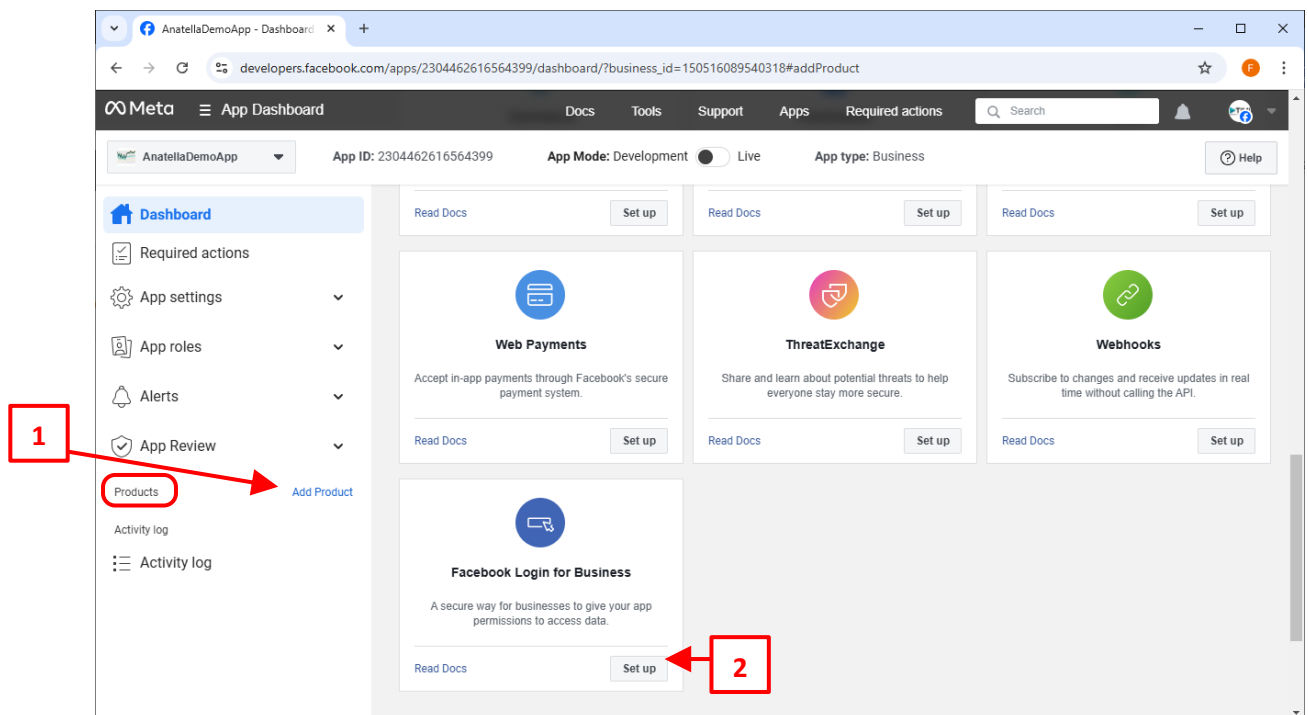 AnatellaDemoApp - Dashboard
developers.facebook.com/apps/2304462616564399/dashboard/?business_id=150516089540318#addProduct
F
Meta
App Dashboard
Docs
Tools
Support
Apps
Required actions
Search
AnatellaDemoApp
App ID: 2304462616564399
App Mode: Development
Live
App type: Business
Help
Dashboard
Required actions
App settings
App roles
Alerts
App Review
Products
Add Product
Activity log
Activity log
1
Read Docs
Set up
Read Docs
Set up
Read Docs
Set up
Web Payments
Accept in-app payments through Facebook's secure
payment system.
Read Docs
Set up
ThreatExchange
Share and learn about potential threats to help
everyone stay more secure.
Read Docs
Set up
Webhooks
Subscribe to changes and receive updates in real
time without calling the API.
Read Docs
Set up
Facebook Login for Business
A secure way for businesses to give your app
permissions to access data.
Read Docs
Set up
2